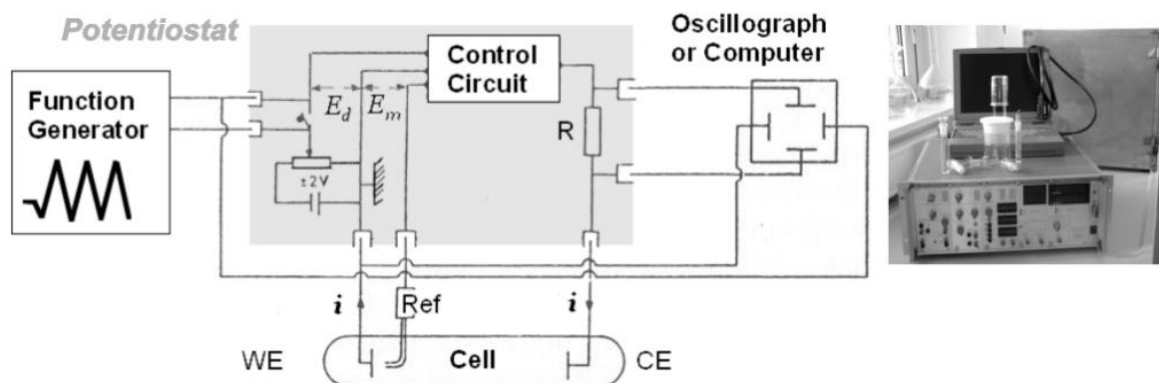 Potentiostat
Oscillograph
or Computer
Function
Generator
Control
Circuit
E_d
E_m
R
±2V
i
Ref
i
WE
Cell
CE